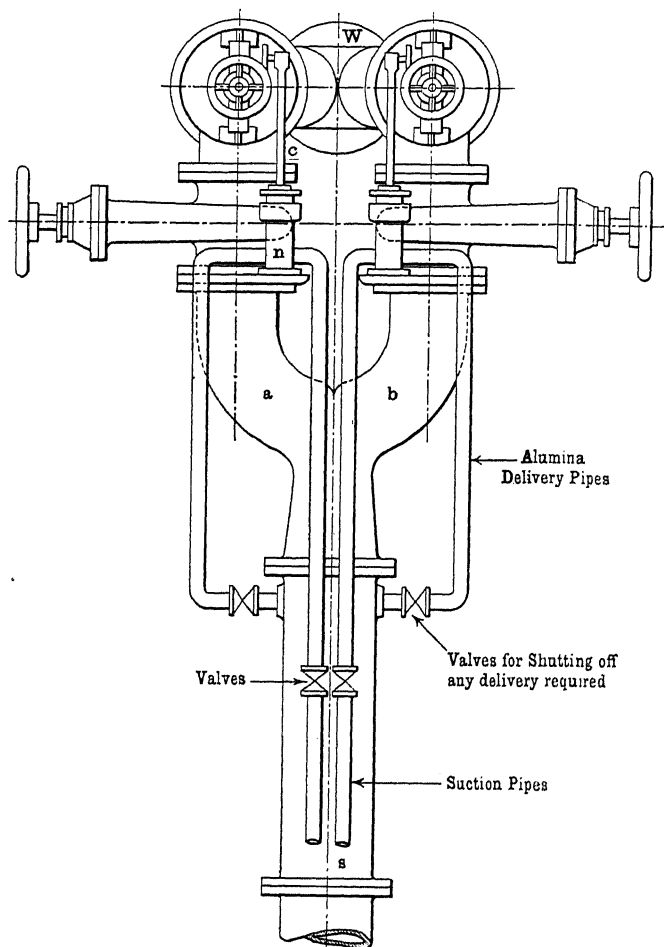 W
c
n
a
b
Alumina
Delivery Pipes
Valves for Shutting off
any delivery required
Valves
Suction Pipes
s